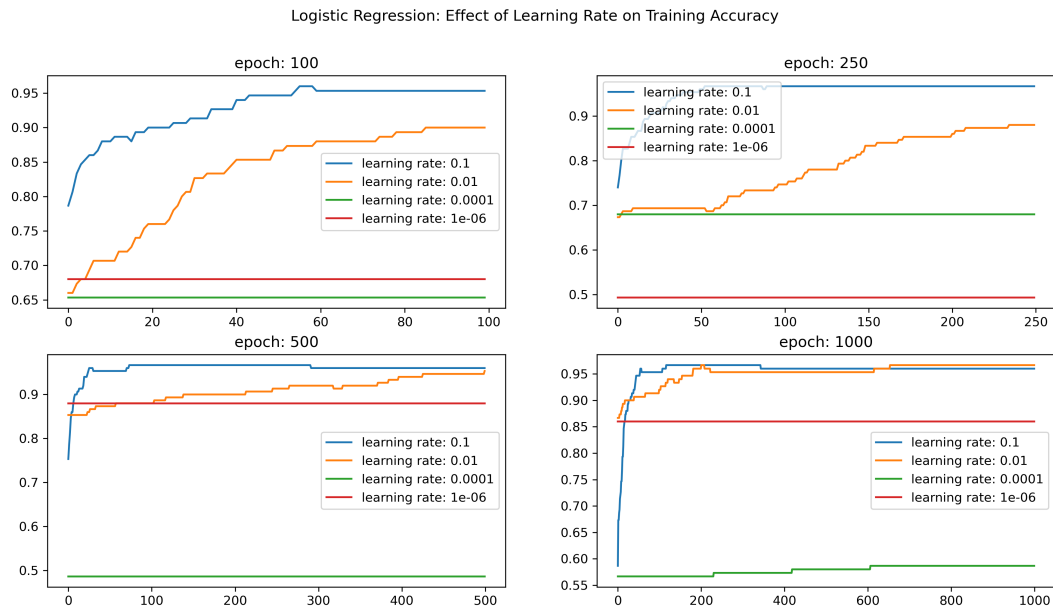 Logistic Regression: Effect of Learning Rate on Training Accuracy
epoch: 100
0.95
0.90
0.85
0.80
0.75
0.70
0.65
0
20
40
60
80
100
learning rate: 0.1
learning rate: 0.01
learning rate: 0.0001
learning rate: 1e-06
epoch: 250
0.9
0.8
0.7
0.6
0.5
0
50
100
150
200
250
learning rate: 0.1
learning rate: 0.01
learning rate: 0.0001
learning rate: 1e-06
epoch: 500
0.9
0.8
0.7
0.6
0.5
0
100
200
300
400
500
learning rate: 0.1
learning rate: 0.01
learning rate: 0.0001
learning rate: 1e-06
epoch: 1000
0.95
0.90
0.85
0.80
0.75
0.70
0.65
0.60
0.55
0
200
400
600
800
1000
learning rate: 0.1
learning rate: 0.01
learning rate: 0.0001
learning rate: 1e-06